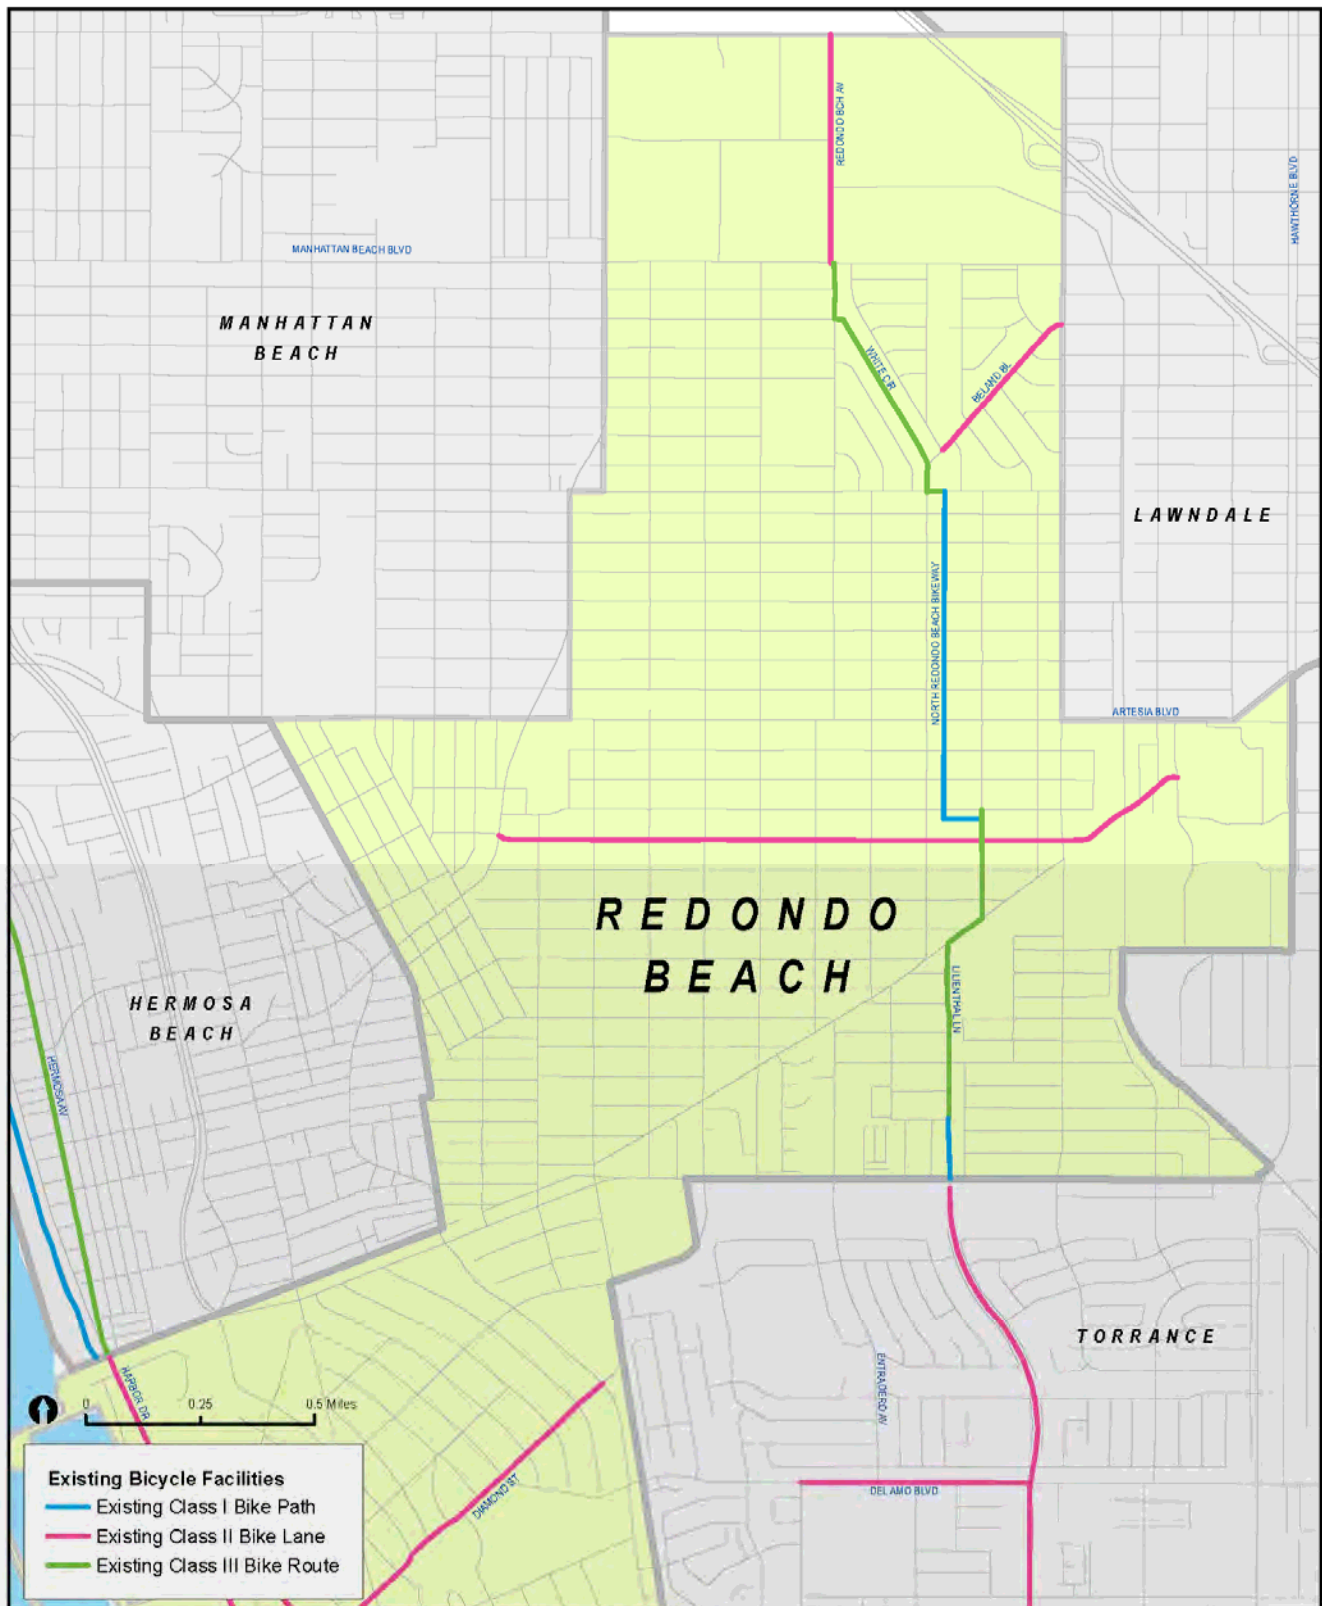 REDONDO BCH AV
HAWTHORNE BLVD
MANHATTAN BEACH BLVD
MANHATTAN
BEACH
WHITE CIR
BELAND BL
LAWNDALE
NORTH REDONDO BEACH BIKEWAY
ARTESIA BLVD
REDONDO
BEACH
LILIENTHAL LN
HERMOSA
BEACH
HERMOSA AV
TORRANCE
ENTRADERO AV
HARBOR DR
0 0.25 0.5 Miles
DIAMOND ST
DEL AMO BLVD
Existing Bicycle Facilities
Existing Class I Bike Path
Existing Class II Bike Lane
Existing Class III Bike Route